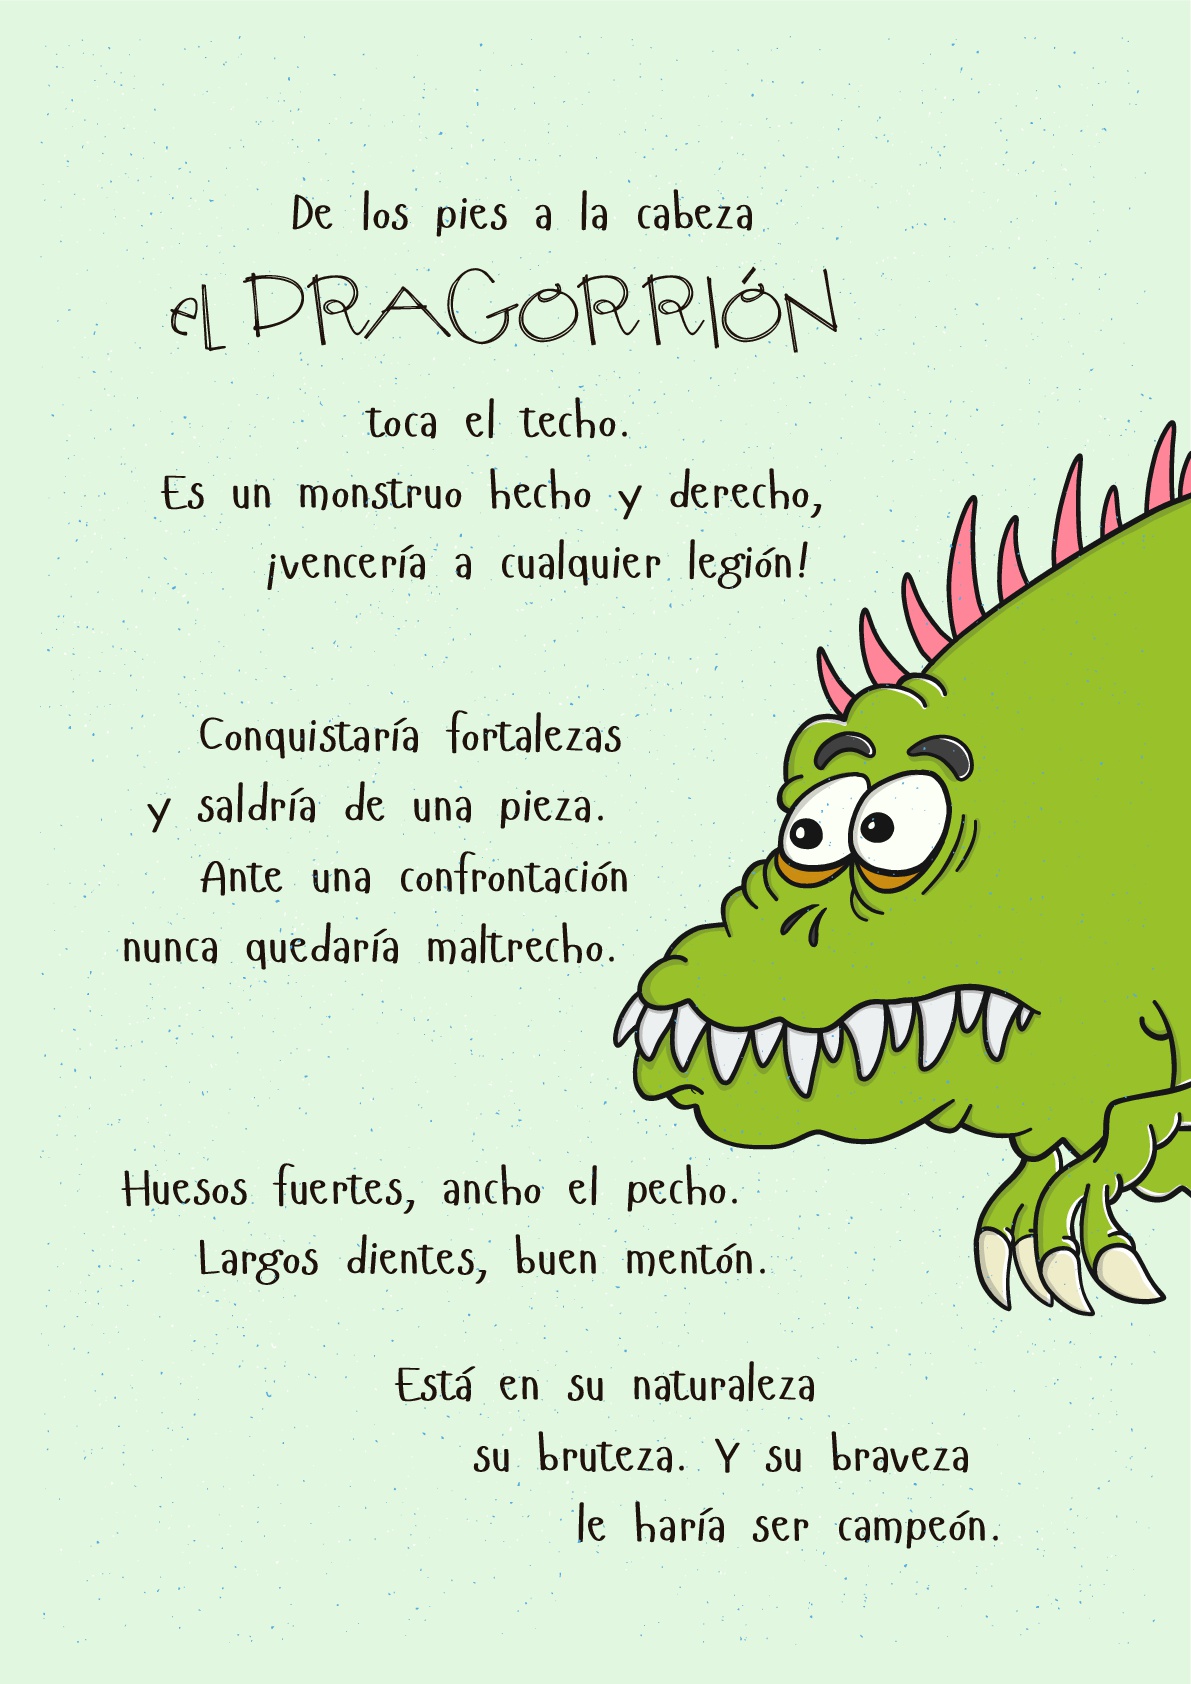 De los pies a la cabeza
eL DRAGORRIÓN
toca el techo.
Es un monstruo hecho y derecho,
¡vencería a cualquier legión!
Conquistaría fortalezas
y saldría de una pieza.
Ante una confrontación
nunca quedaría maltrecho.
Huesos fuertes, ancho el pecho.
Largos dientes, buen mentón.
Está en su naturaleza
su bruteza. Y su braveza
le haría ser campeón.